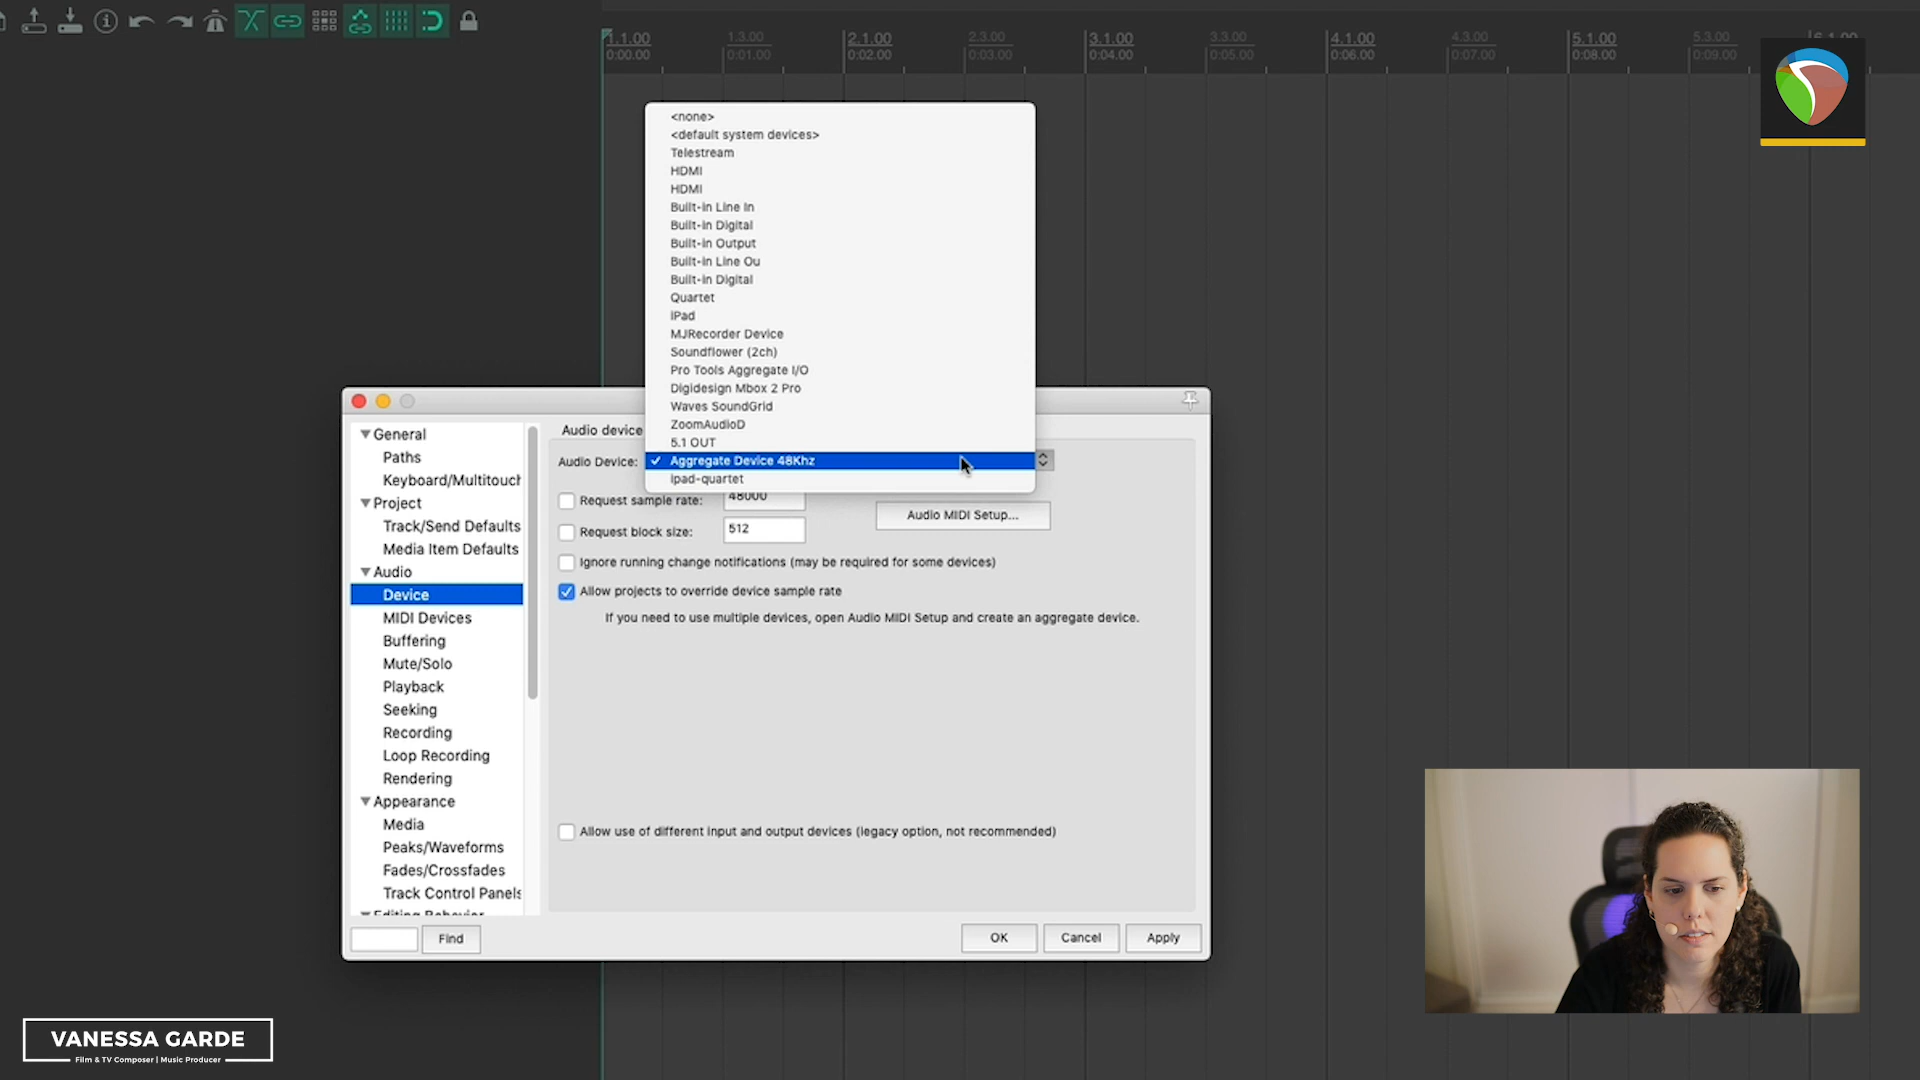 1.1.00
0:00.00
1.3.00
0:01.00
2.1.00
0:02.00
2.3.00
0:03.00
3.1.00
0:04.00
3.3.00
0:05.00
4.1.00
0:06.00
4.3.00
0:07.00
5.1.00
0:08.00
5.3.00
0:09.00
6.1.00
<none>
<default system devices>
Telestream
HDMI
HDMI
Built-in Line In
Built-in Digital
Built-in Output
Built-in Line Ou
Built-in Digital
Quartet
iPad
MJRecorder Device
Soundflower (2ch)
Pro Tools Aggregate I/O
Digidesign Mbox 2 Pro
Waves SoundGrid
ZoomAudioD
5.1 OUT
✓ Aggregate Device 48Khz
ipad-quartet
General
Paths
Keyboard/Multitouch
Project
Track/Send Defaults
Media Item Defaults
Audio
Device
MIDI Devices
Buffering
Mute/Solo
Playback
Seeking
Recording
Loop Recording
Rendering
Appearance
Media
Peaks/Waveforms
Fades/Crossfades
Track Control Panels
Editing Behavior
Find
Audio device
Audio Device:
Request sample rate: 48000
Audio MIDI Setup...
Request block size: 512
Ignore running change notifications (may be required for some devices)
Allow projects to override device sample rate
If you need to use multiple devices, open Audio MIDI Setup and create an aggregate device.
Allow use of different input and output devices (legacy option, not recommended)
OK
Cancel
Apply
VANESSA GARDE
Film & TV Composer | Music Producer